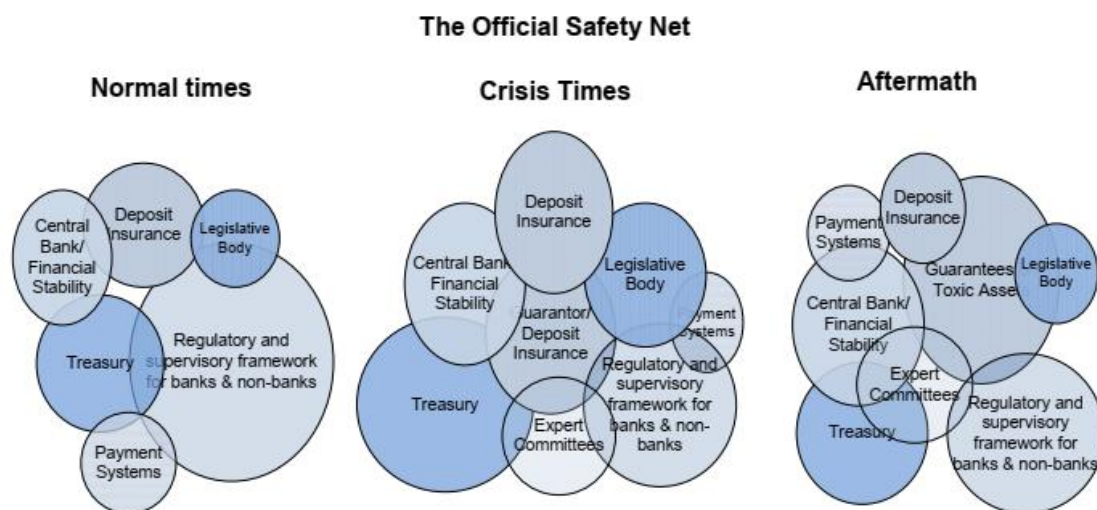 The Official Safety Net
Normal times
Crisis Times
Aftermath
Central
Bank/
Financial
Stability
Deposit
Insurance
Legislative
Body
Treasury
Regulatory and
supervisory framework
for banks & non-banks
Payment
Systems
Deposit
Insurance
Central Bank/
Financial
Stability
Legislative
Body
Guarantor/
Deposit
Insurance
Payment
Systems
Treasury
Regulatory and
supervisory
framework for
banks & non-
banks
Expert
Committees
Payment
Systems
Deposit
Insurance
Guarantees
Toxic Assets
Legislative
Body
Central Bank/
Financial
Stability
Expert
Committees
Treasury
Regulatory and
supervisory
framework for
banks & non-banks